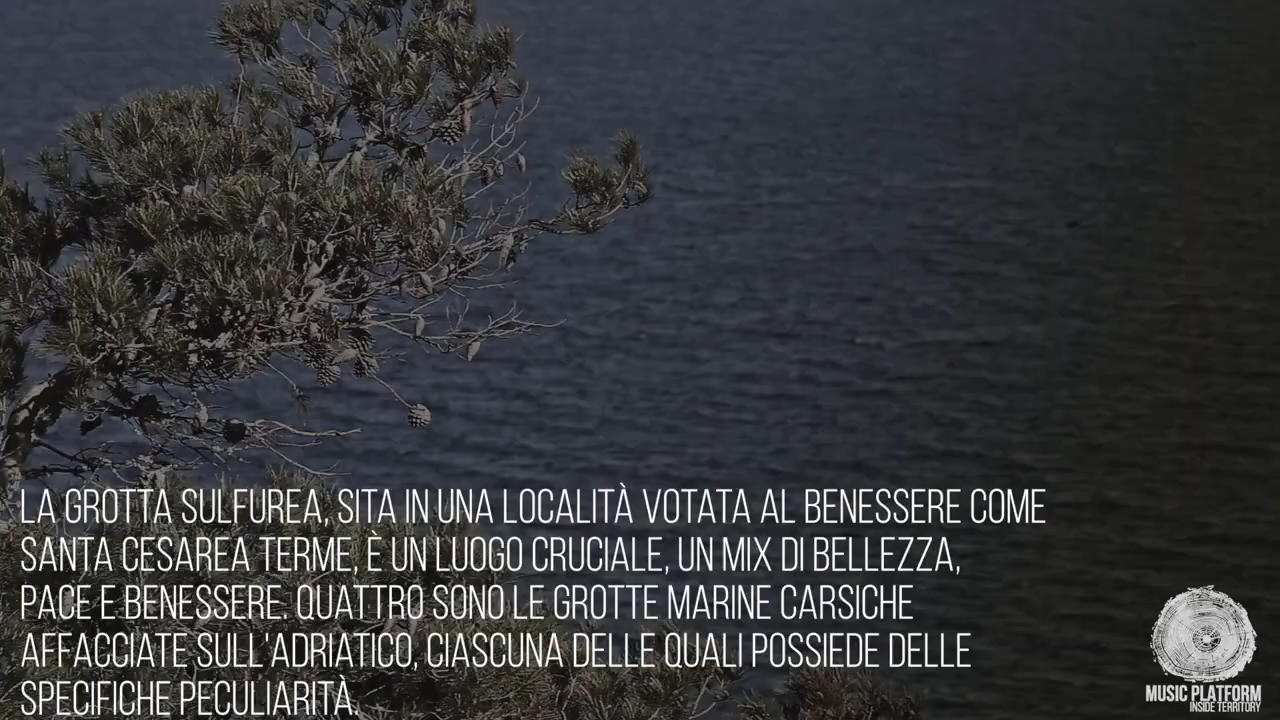 LA GROTTA SULFUREA, SITA IN UNA LOCALITÀ VOTATA AL BENESSERE COME
SANTA CESAREA TERME, È UN LUOGO CRUCIALE, UN MIX DI BELLEZZA,
PACE E BENESSERE. QUATTRO SONO LE GROTTE MARINE CARSICHE
AFFACCIATE SULL'ADRIATICO, CIASCUNA DELLE QUALI POSSIEDE DELLE
SPECIFICHE PECULIARITÀ.
MUSIC PLATFORM
INSIDE TERRITORY